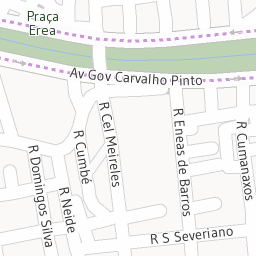 Praça
Erea
Av Gov Carvalho Pinto
R Cel Meireles
R Eneas de Barros
R Cumanaxos
R Cumbé
R Domingos Silva
R Neide
R S Severiano